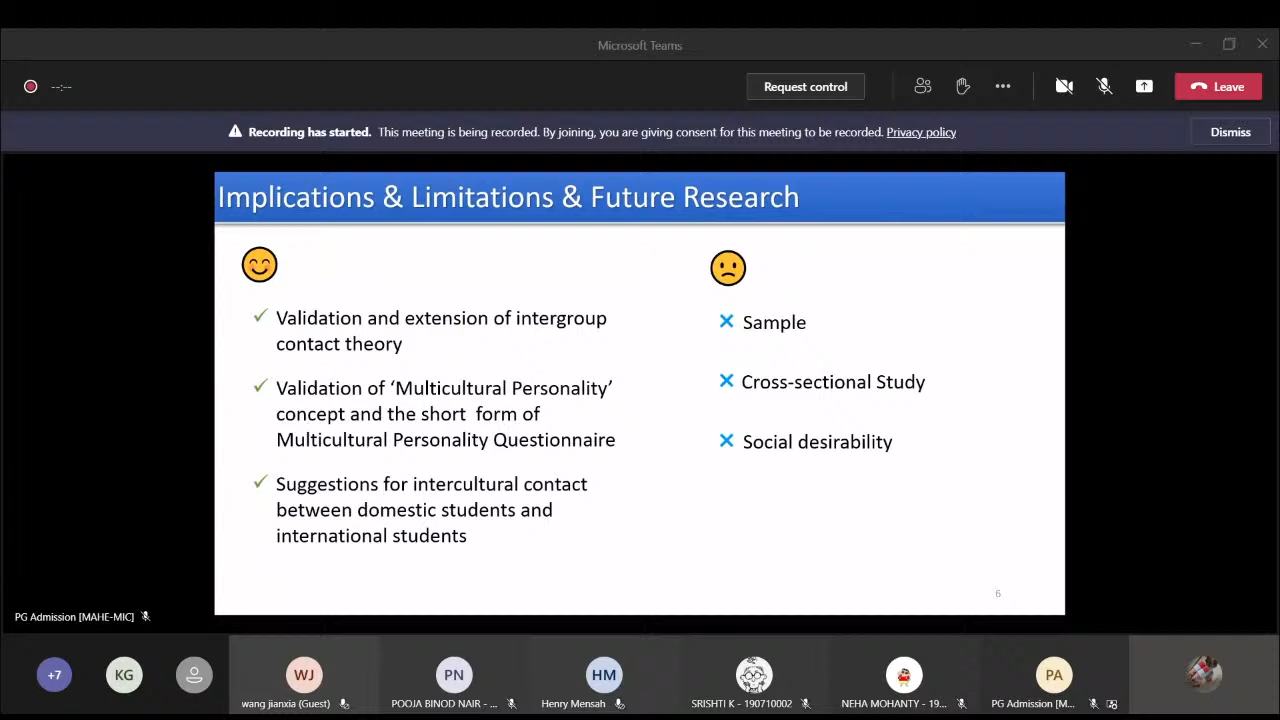 Microsoft Teams
--:--
Request control
Leave
Recording has started. This meeting is being recorded. By joining, you are giving consent for this meeting to be recorded. Privacy policy
Dismiss
Implications & Limitations & Future Research
✓ Validation and extension of intergroup
contact theory
✓ Validation of ‘Multicultural Personality’
concept and the short form of
Multicultural Personality Questionnaire
✓ Suggestions for intercultural contact
between domestic students and
international students
× Sample
× Cross-sectional Study
× Social desirability
6
PG Admission [MAHE-MIC]
+7
KG
WJ
PN
HM
PA
wang jianxia (Guest)
POOJA BINOD NAIR - ...
Henry Mensah
SRISHTI K - 190710002
NEHA MOHANTY - 19...
PG Admission [M...